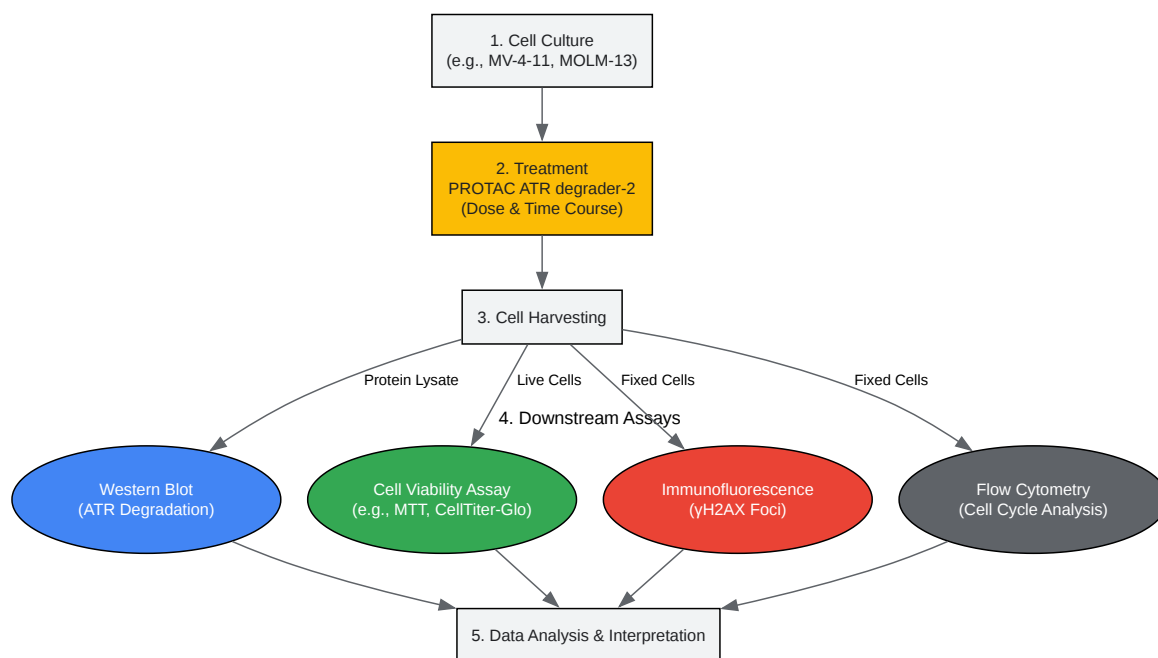 1. Cell Culture
(e.g., MV-4-11, MOLM-13)
2. Treatment
PROTAC ATR degrader-2
(Dose & Time Course)
3. Cell Harvesting
Protein Lysate
Live Cells
Fixed Cells
Fixed Cells
4. Downstream Assays
Western Blot
(ATR Degradation)
Cell Viability Assay
(e.g., MTT, CellTiter-Glo)
Immunofluorescence
(γH2AX Foci)
Flow Cytometry
(Cell Cycle Analysis)
5. Data Analysis & Interpretation